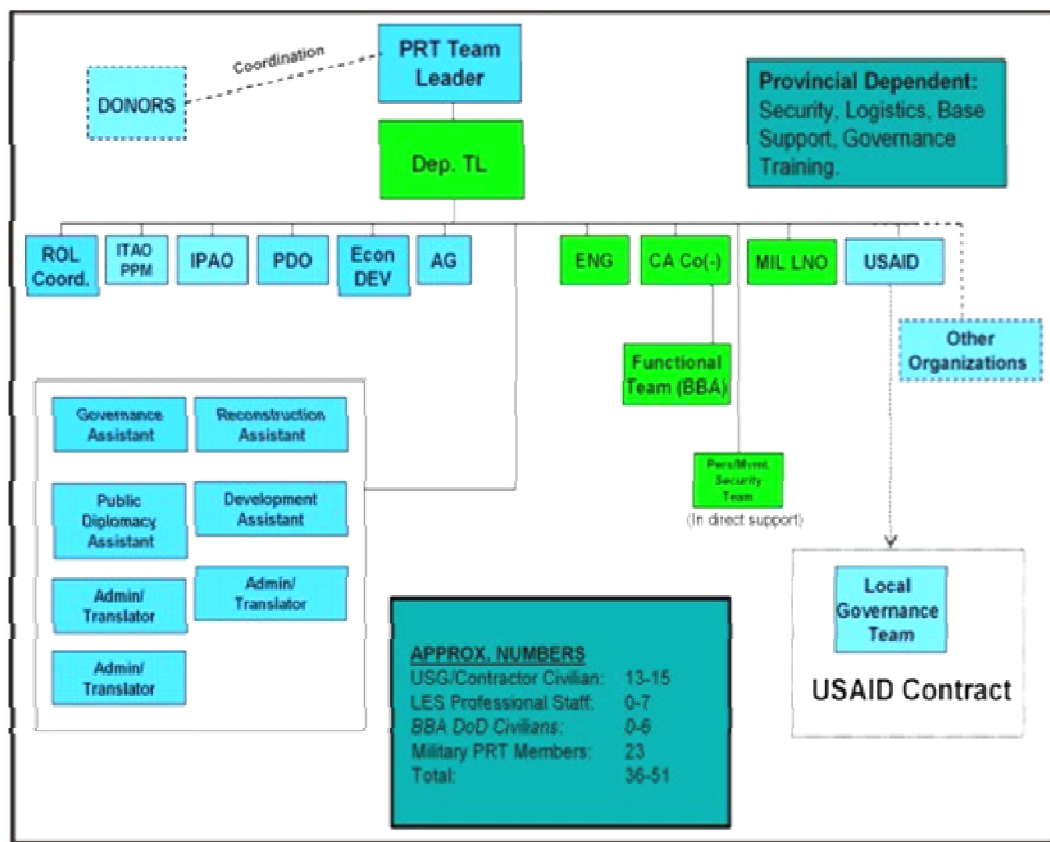 PRT Team
Leader
Coordination
DONORS
Provincial Dependent:
Security, Logistics, Base
Support, Governance
Training.
Dep. TL
ROL
Coord.
ITAO
PPM
IPAO
PDO
Econ
DEV
AG
ENG
CA Co(-)
MIL LNO
USAID
Other
Organizations
Functional
Team (BBA)
Governance
Assistant
Reconstruction
Assistant
Public
Diplomacy
Assistant
Development
Assistant
Admin/
Translator
Admin/
Translator
Admin/
Translator
Pers/Mvmt.
Security
Team
(In direct support)
Local
Governance
Team
USAID Contract
APPROX. NUMBERS
USG/Contractor Civilian: 13-15
LES Professional Staff: 0-7
BBA DoD Civilians: 0-6
Military PRT Members: 23
Total: 36-51